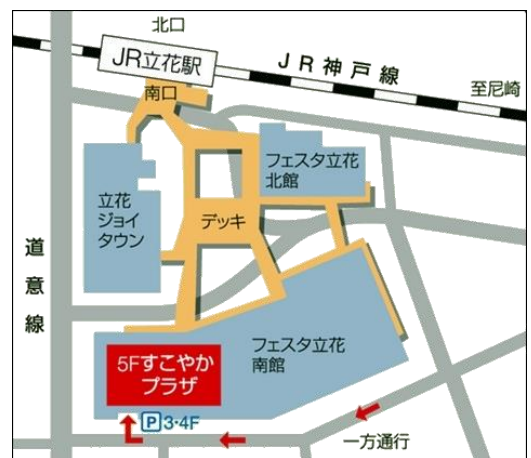 北口
JR立花駅
JR神戸線
南口
至尼崎
フェスタ立花
北館
立花
ジョイ
タウン
デッキ
道意線
フェスタ立花
南館
5Fすこやか
プラザ
P3・4F
一方通行